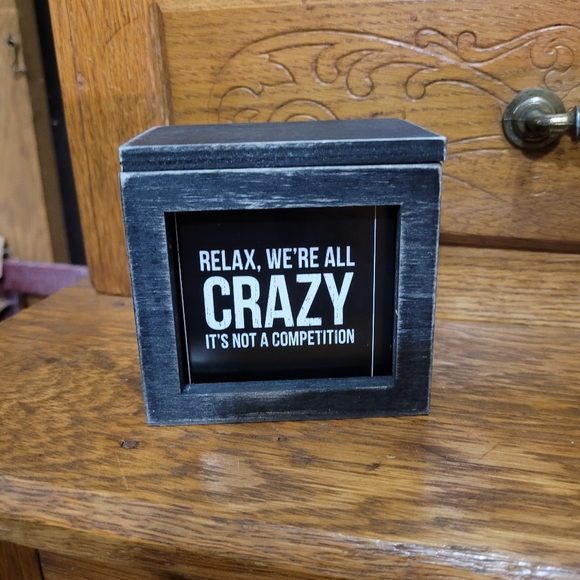 RELAX, WE'RE ALL
CRAZY
IT'S NOT A COMPETITION